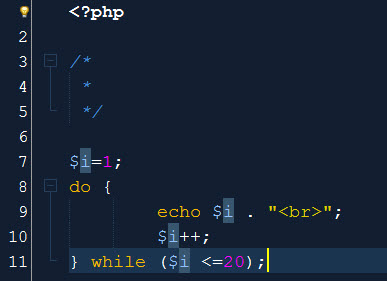 <?php
2
3 /*
4 *
5 */
6
7 $i=1;
8 do {
9 echo $i . "<br>";
10 $i++;
11 } while ($i <=20);